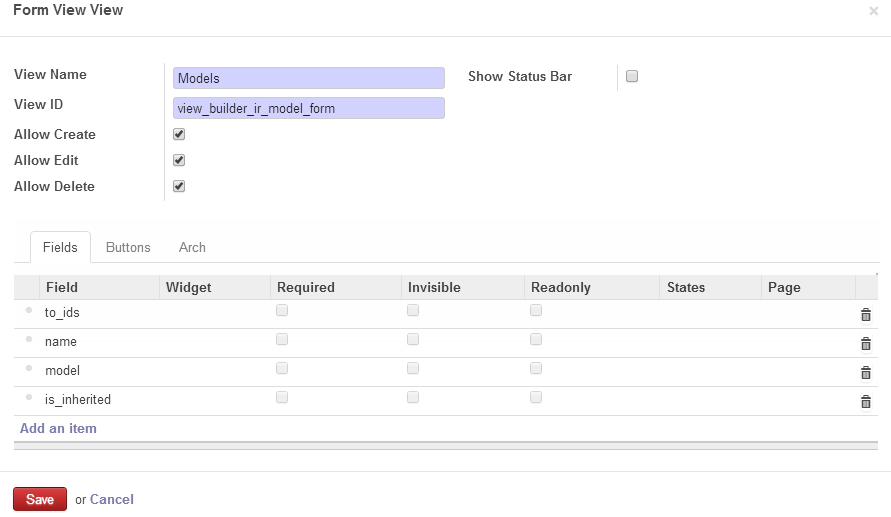 Form View View ×
View Name Models Show Status Bar
View ID view_builder_ir_model_form
Allow Create
Allow Edit
Allow Delete
Fields Buttons Arch
Field Widget Required Invisible Readonly States Page
to_ids
name
model
is_inherited
Add an item
Save or Cancel